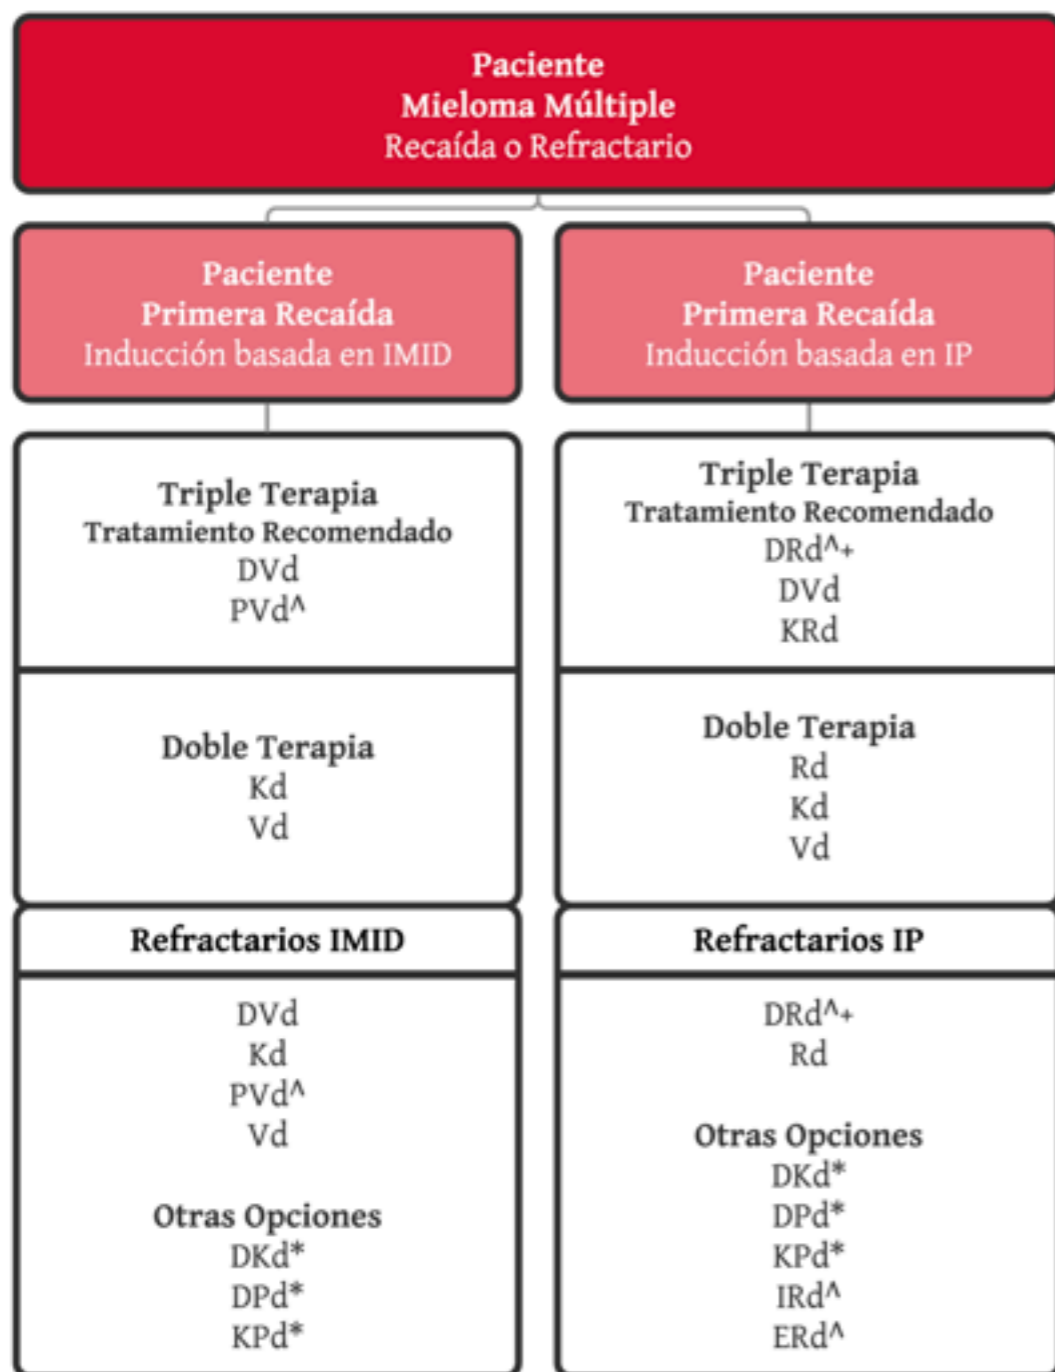 Paciente
Mieloma Múltiple
Recaída o Refractario
Paciente
Primera Recaída
Inducción basada en IMID
Triple Terapia
Tratamiento Recomendado
DVd
PVd^
Doble Terapia
Kd
Vd
Refractarios IMID
DVd
Kd
PVd^
Vd
Otras Opciones
DKd*
DPd*
KPd*
Paciente
Primera Recaída
Inducción basada en IP
Triple Terapia
Tratamiento Recomendado
DRd^+
DVd
KRd
Doble Terapia
Rd
Kd
Vd
Refractarios IP
DRd^+
Rd
Otras Opciones
DKd*
DPd*
KPd*
IRd^
ERd^